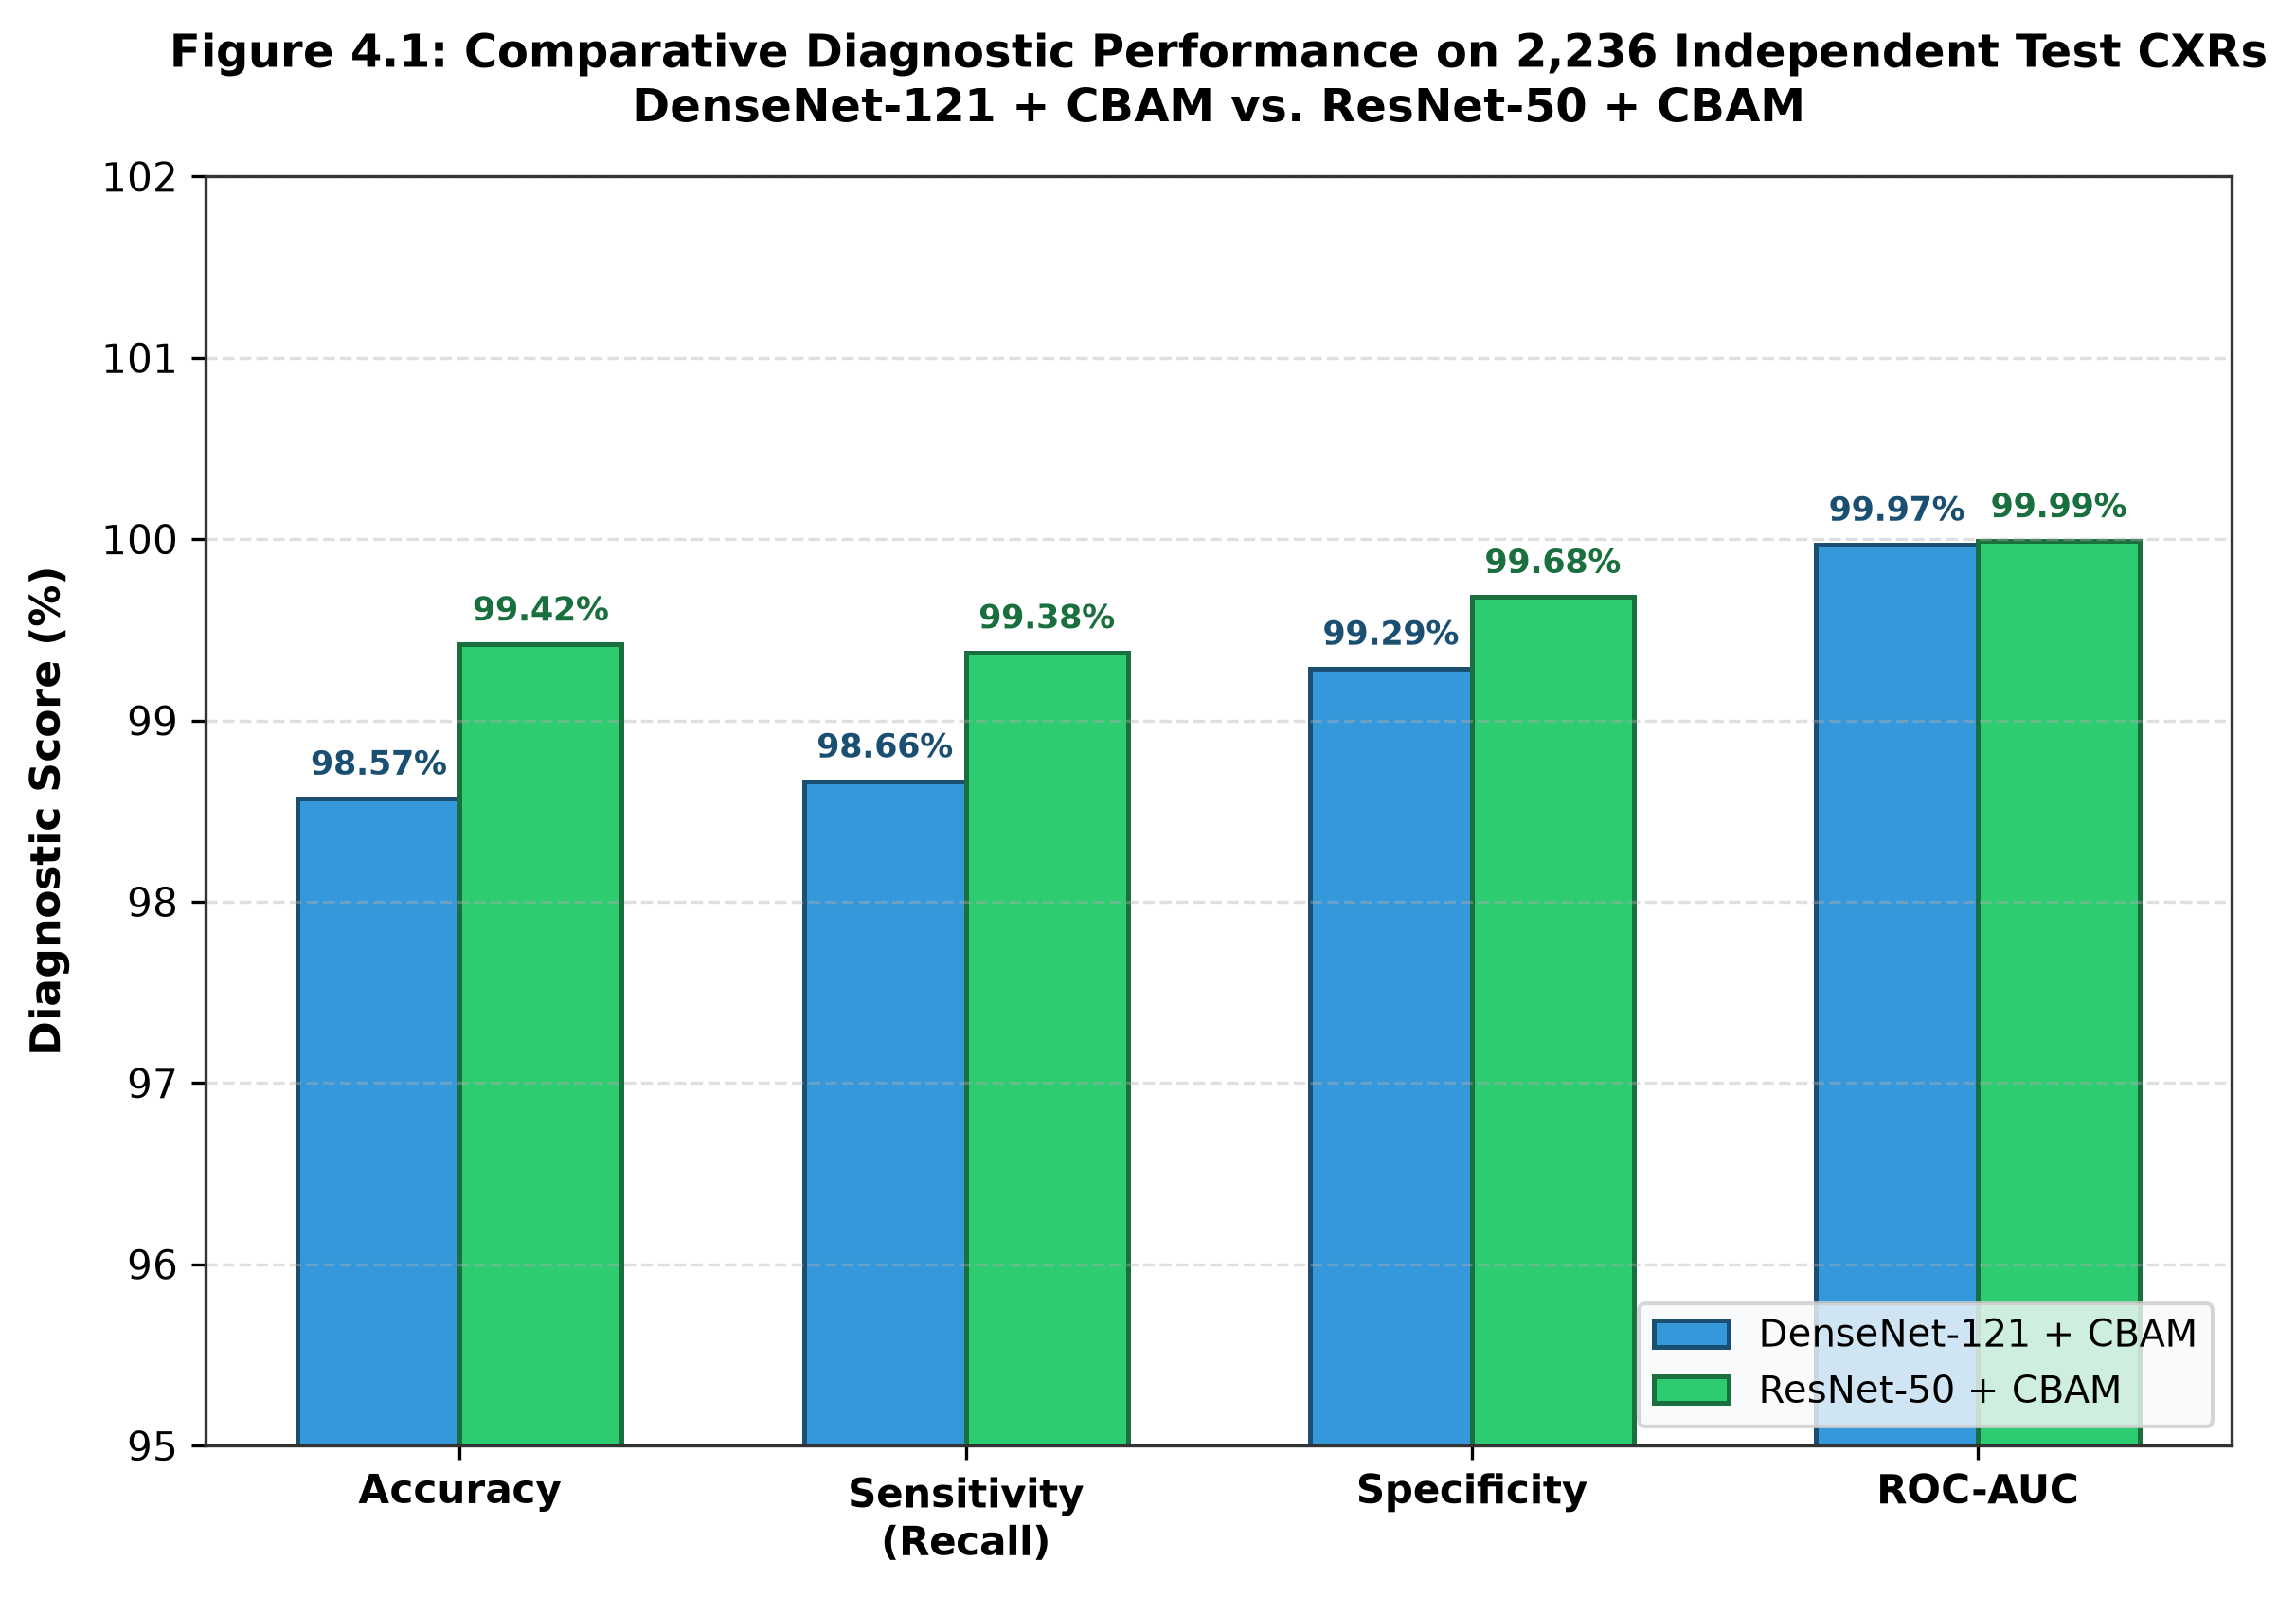 Figure 4.1: Comparative Diagnostic Performance on 2,236 Independent Test CXRs
DenseNet-121 + CBAM vs. ResNet-50 + CBAM
Diagnostic Score (%)
102
101
100
99
98
97
96
95
98.57%
99.42%
98.66%
99.38%
99.29%
99.68%
99.97%
99.99%
DenseNet-121 + CBAM
ResNet-50 + CBAM
Accuracy
Sensitivity
(Recall)
Specificity
ROC-AUC